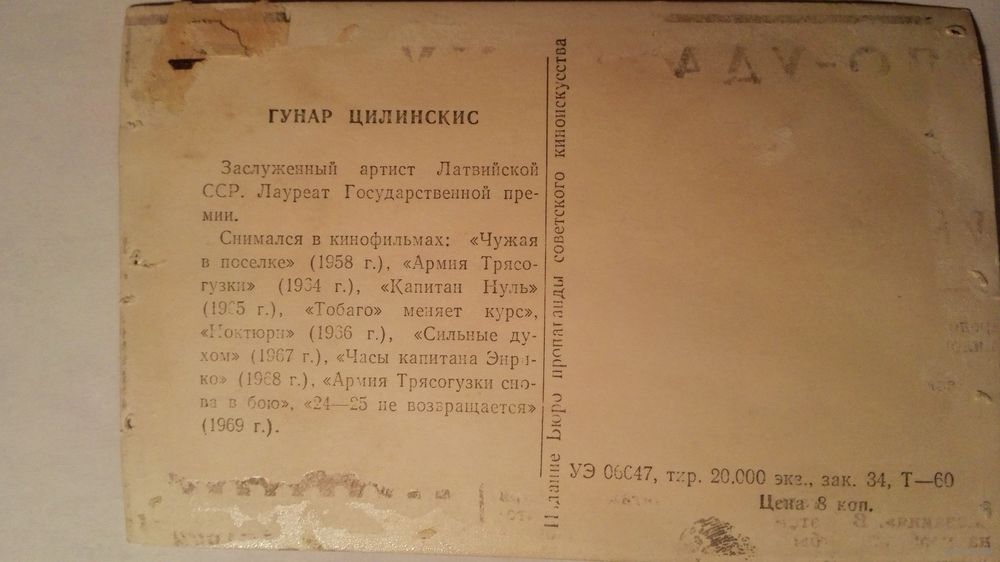 ГУНАР ЦИЛИНСКИС
Заслуженный артист Латвийской
ССР. Лауреат Государственной пре-
мии.
Снимался в кинофильмах: «Чужая
в поселке» (1958 г.), «Армия Трясо-
гузки» (1964 г.), «Капитан Нуль»
(1965 г.), «Тобаго» меняет курс»,
«Ноктюрн» (1966 г.), «Сильные ду-
хом» (1967 г.), «Часы капитана Энри-
ко» (1968 г.), «Армия Трясогузки сно-
ва в бою», «24—25 не возвращается»
(1969 г.).
Издание Бюро пропаганды советского киноискусства
УЭ 06647, тир. 20.000 экз., зак. 34, Т—60
Цена 8 коп.